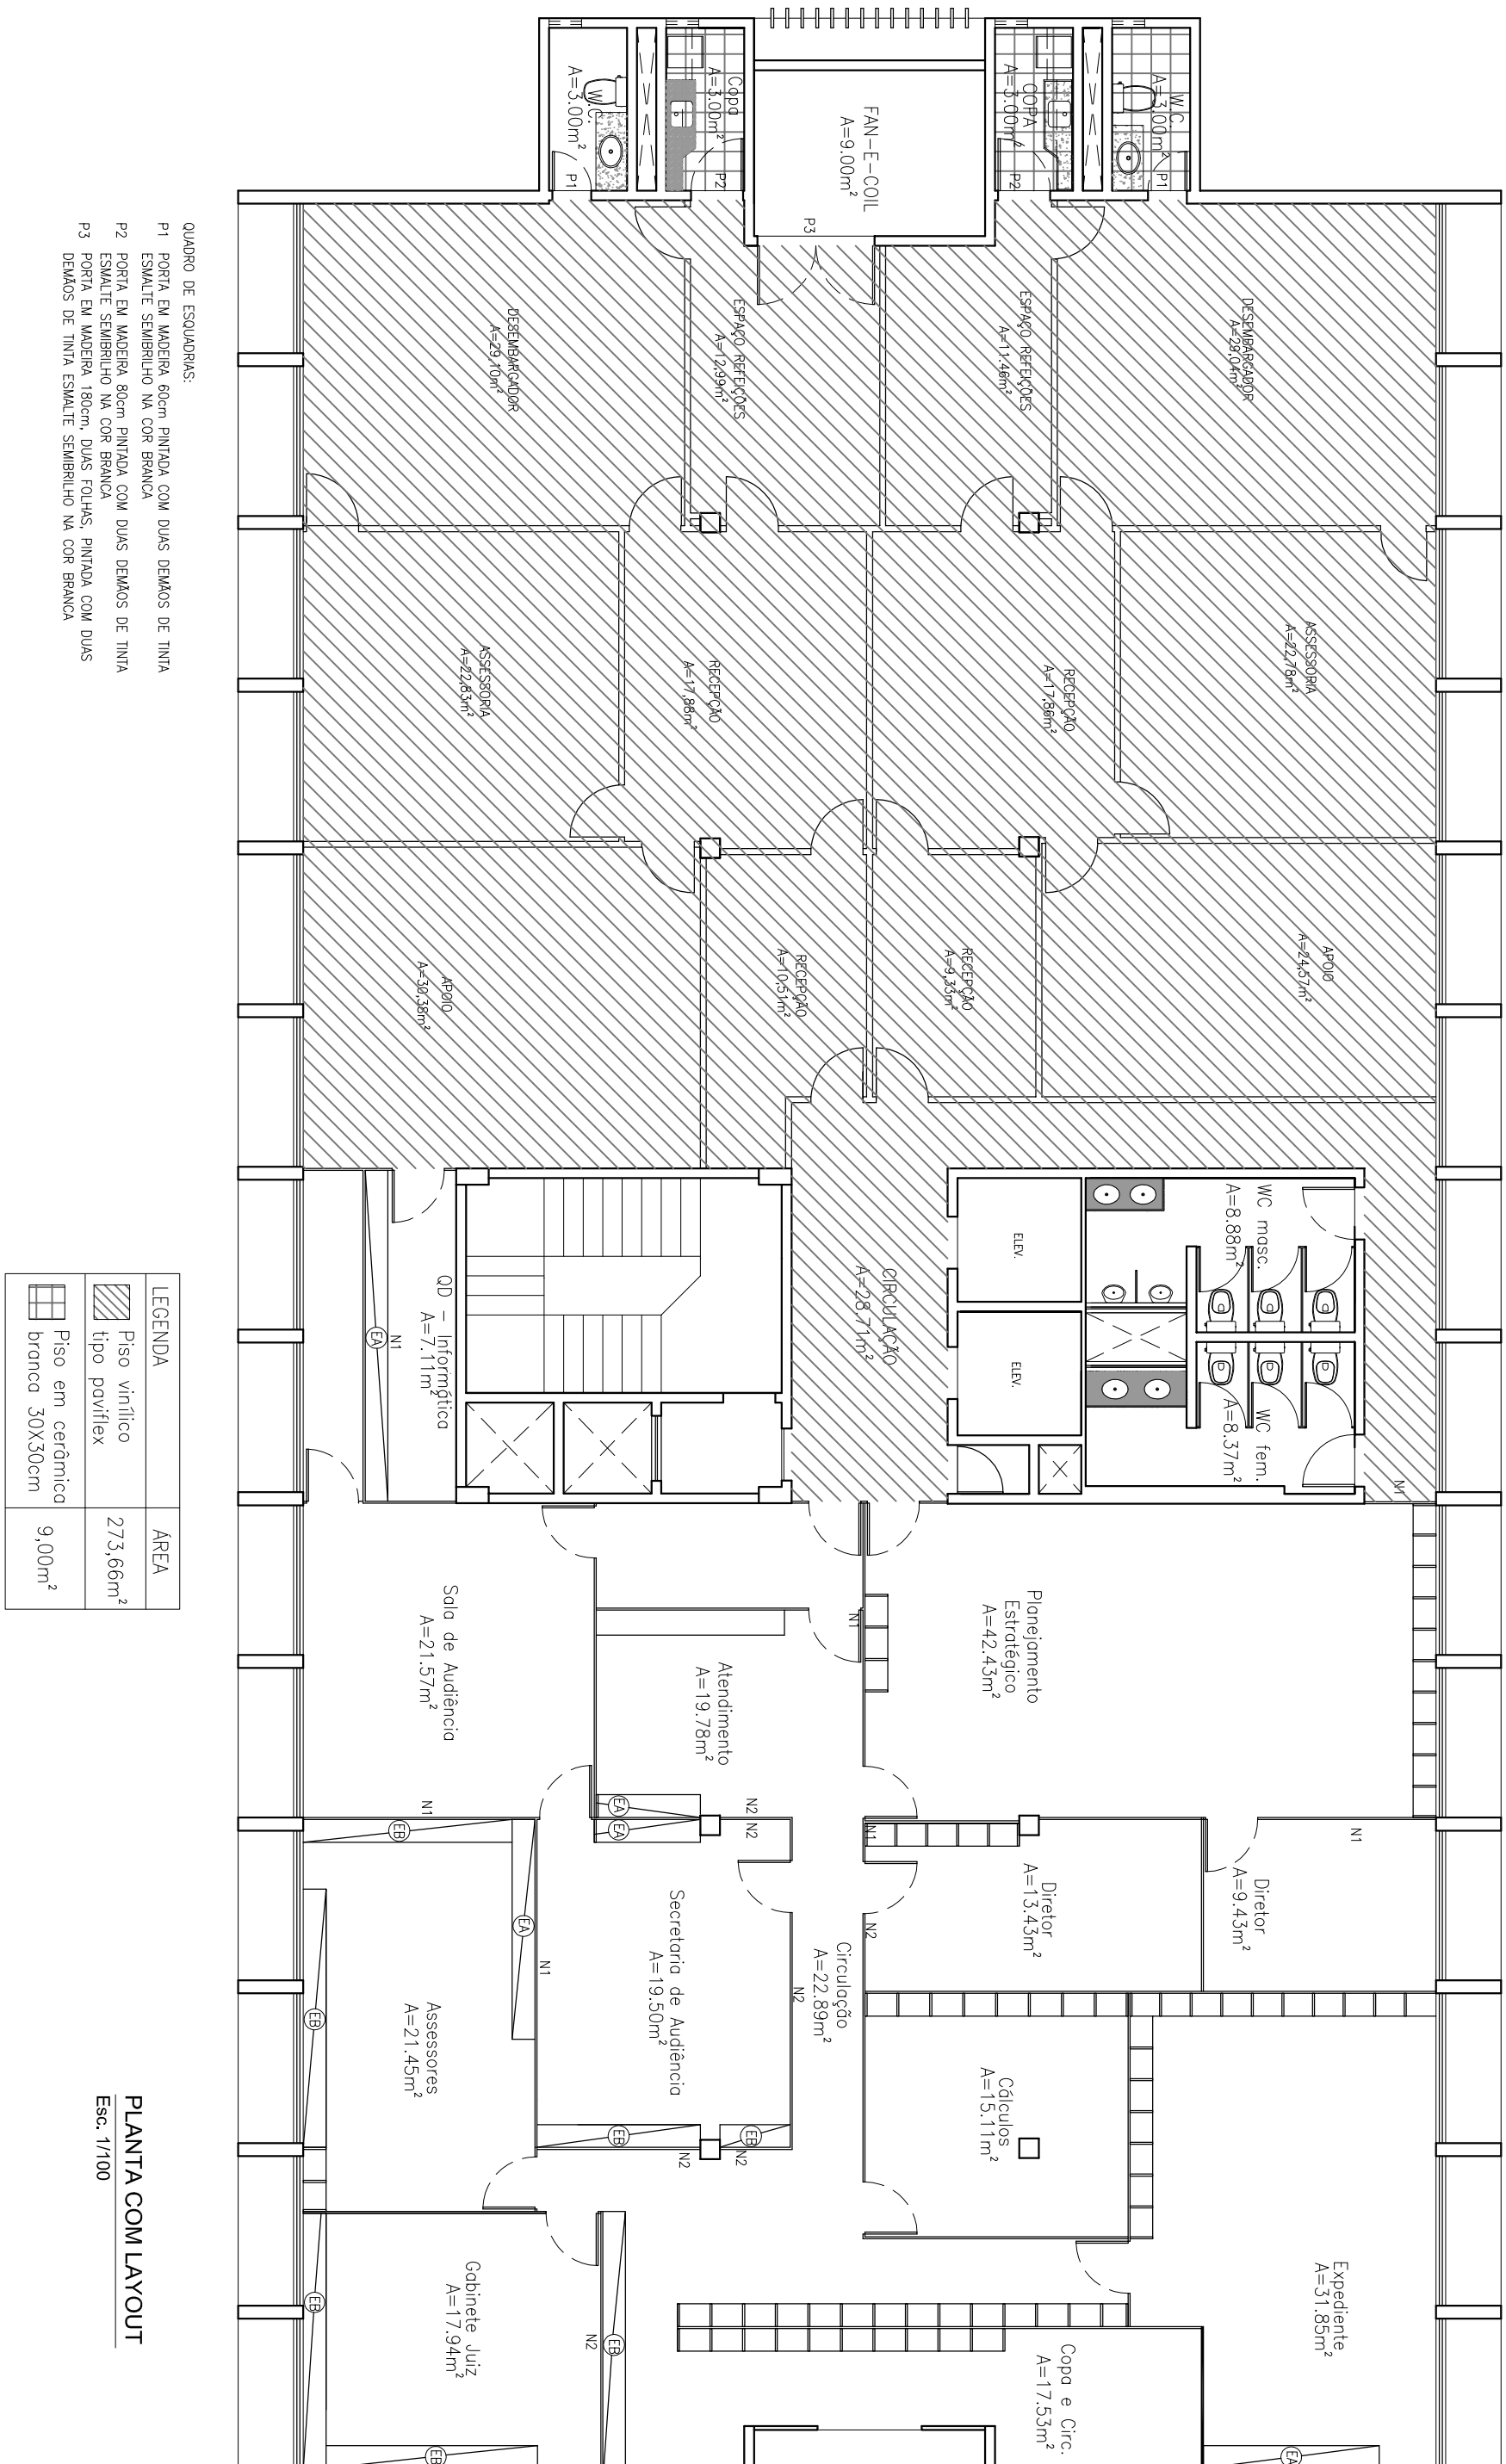 W.C.
A=3.00m²
P1
COPA
A=3.00m²
P2
FAN-E-COIL
A=9.00m²
P3
Copa
A=3.00m²
P2
W.C.
A=3.00m²
P1
DESEMBARGADOR
A=29,04m²
ESPAÇO REFEIÇÕES
A=11.46m²
ESPAÇO REFEIÇÕES
A=12,99m²
DESEMBARGADOR
A=29,10m²
ASSESSORIA
A=22,78m²
RECEPÇÃO
A=17,86m²
RECEPÇÃO
A=17,88m²
ASSESSORIA
A=22,83m²
APOIO
A=24,57m²
RECEPÇÃO
A=9,33m²
RECEPÇÃO
A=10,51m²
APOIO
A=30,38m²
WC masc.
A=8.88m²
WC fem.
A=8.37m²
N1
ELEV.
ELEV.
CIRCULAÇÃO
A=28,71m²
QD - Informática
A=7.11m²
N1
EA
Planejamento
Estratégico
A=42.43m²
N1
Atendimento
A=19.78m²
Sala de Audiência
A=21.57m²
EA
EA
N2
N2
N1
EB
EA
N1
N1
Diretor
A=9.43m²
Diretor
A=13.43m²
N1
N2
Circulação
A=22.89m²
N2
Secretaria de Audiência
A=19.50m²
Assessores
A=21.45m²
EB
EB
EB
N2
N2
Cálculos
A=15.11m²
Expediente
A=31.85m²
Copa e Circ.
A=17.53m²
Gabinete Juiz
A=17.94m²
N2
EB
EB
EB
EA
QUADRO DE ESQUADRIAS:
P1 PORTA EM MADEIRA 60cm PINTADA COM DUAS DEMÃOS DE TINTA
ESMALTE SEMIBRILHO NA COR BRANCA
P2 PORTA EM MADEIRA 80cm PINTADA COM DUAS DEMÃOS DE TINTA
ESMALTE SEMIBRILHO NA COR BRANCA
P3 PORTA EM MADEIRA 180cm, DUAS FOLHAS, PINTADA COM DUAS
DEMÃOS DE TINTA ESMALTE SEMIBRILHO NA COR BRANCA
LEGENDA ÁREA
Piso vinílico
tipo paviflex 273,66m²
Piso em cerâmica
branca 30X30cm 9,00m²
PLANTA COM LAYOUT
Esc. 1/100